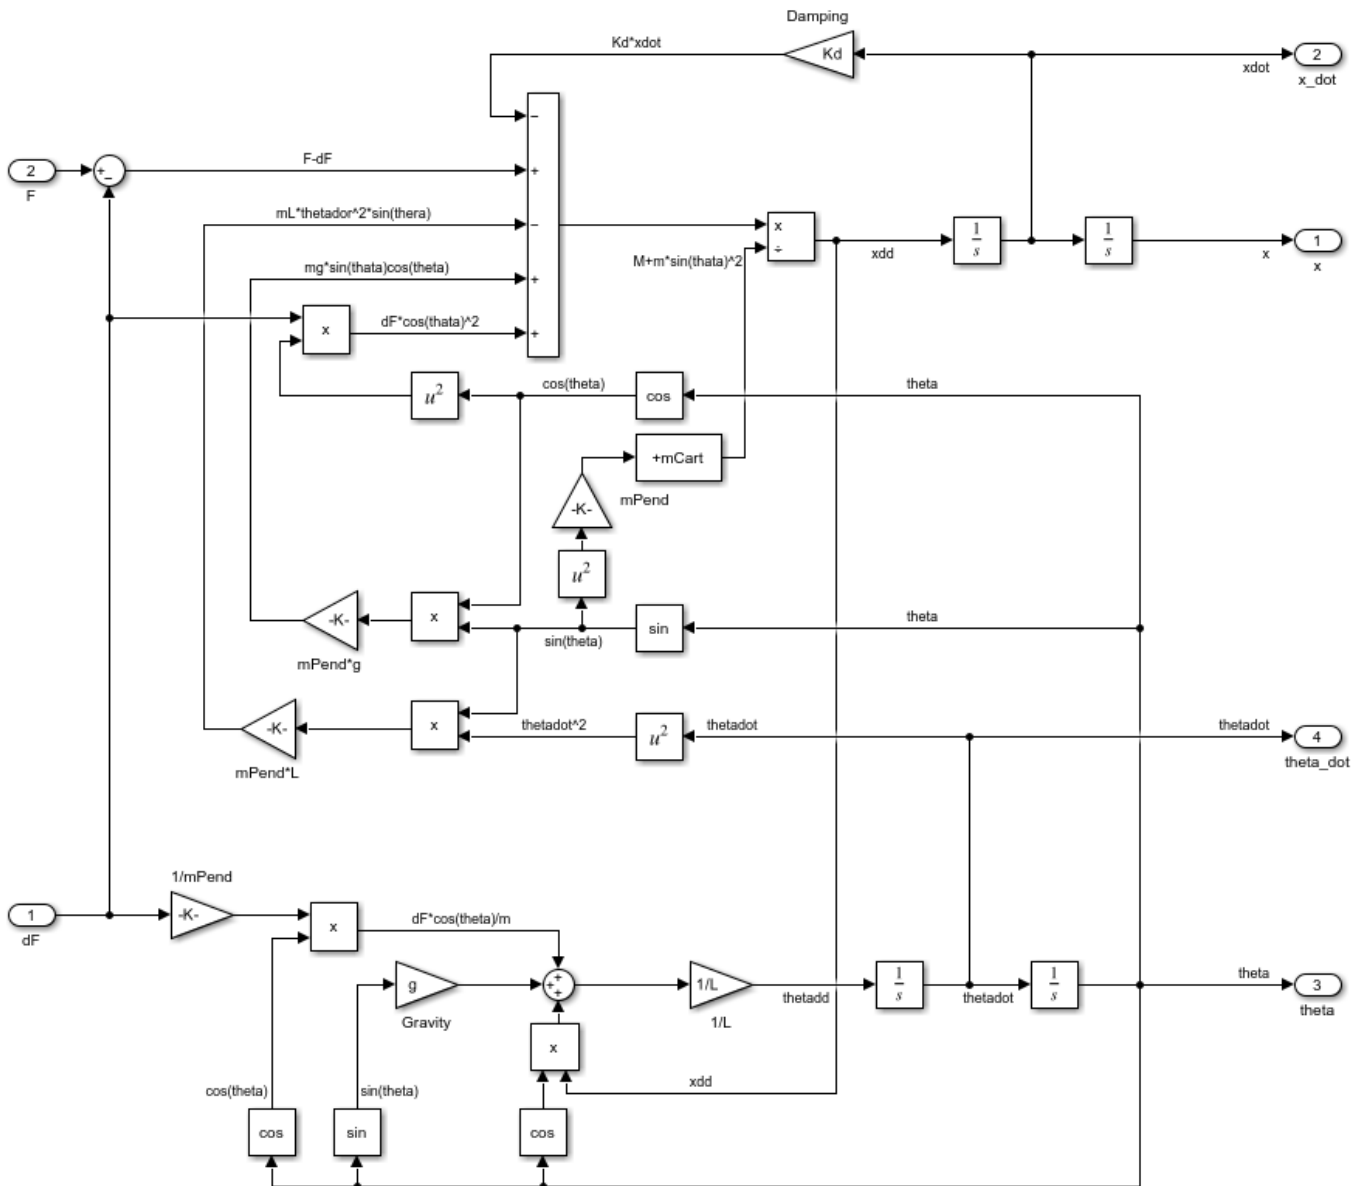 Damping
Kd*xdot
Kd
2
xdot
x_dot
−
2
F
+
−
F-dF
+
mL*thetador^2*sin(thera)
−
x
÷
M+m*sin(thata)^2
xdd
1
s
1
s
x
1
x
mg*sin(thata)cos(theta)
+
x
dF*cos(thata)^2
+
u²
cos(theta)
cos
theta
+mCart
mPend
-K-
u²
-K-
mPend*g
x
sin(theta)
sin
theta
-K-
mPend*L
x
thetadot^2
u²
thetadot
thetadot
4
theta_dot
1/mPend
1
dF
-K-
x
dF*cos(theta)/m
g
Gravity
+
+
+
1/L
1/L
thetadd
1
s
thetadot
1
s
theta
3
theta
x
xdd
cos(theta)
sin(theta)
cos
sin
cos